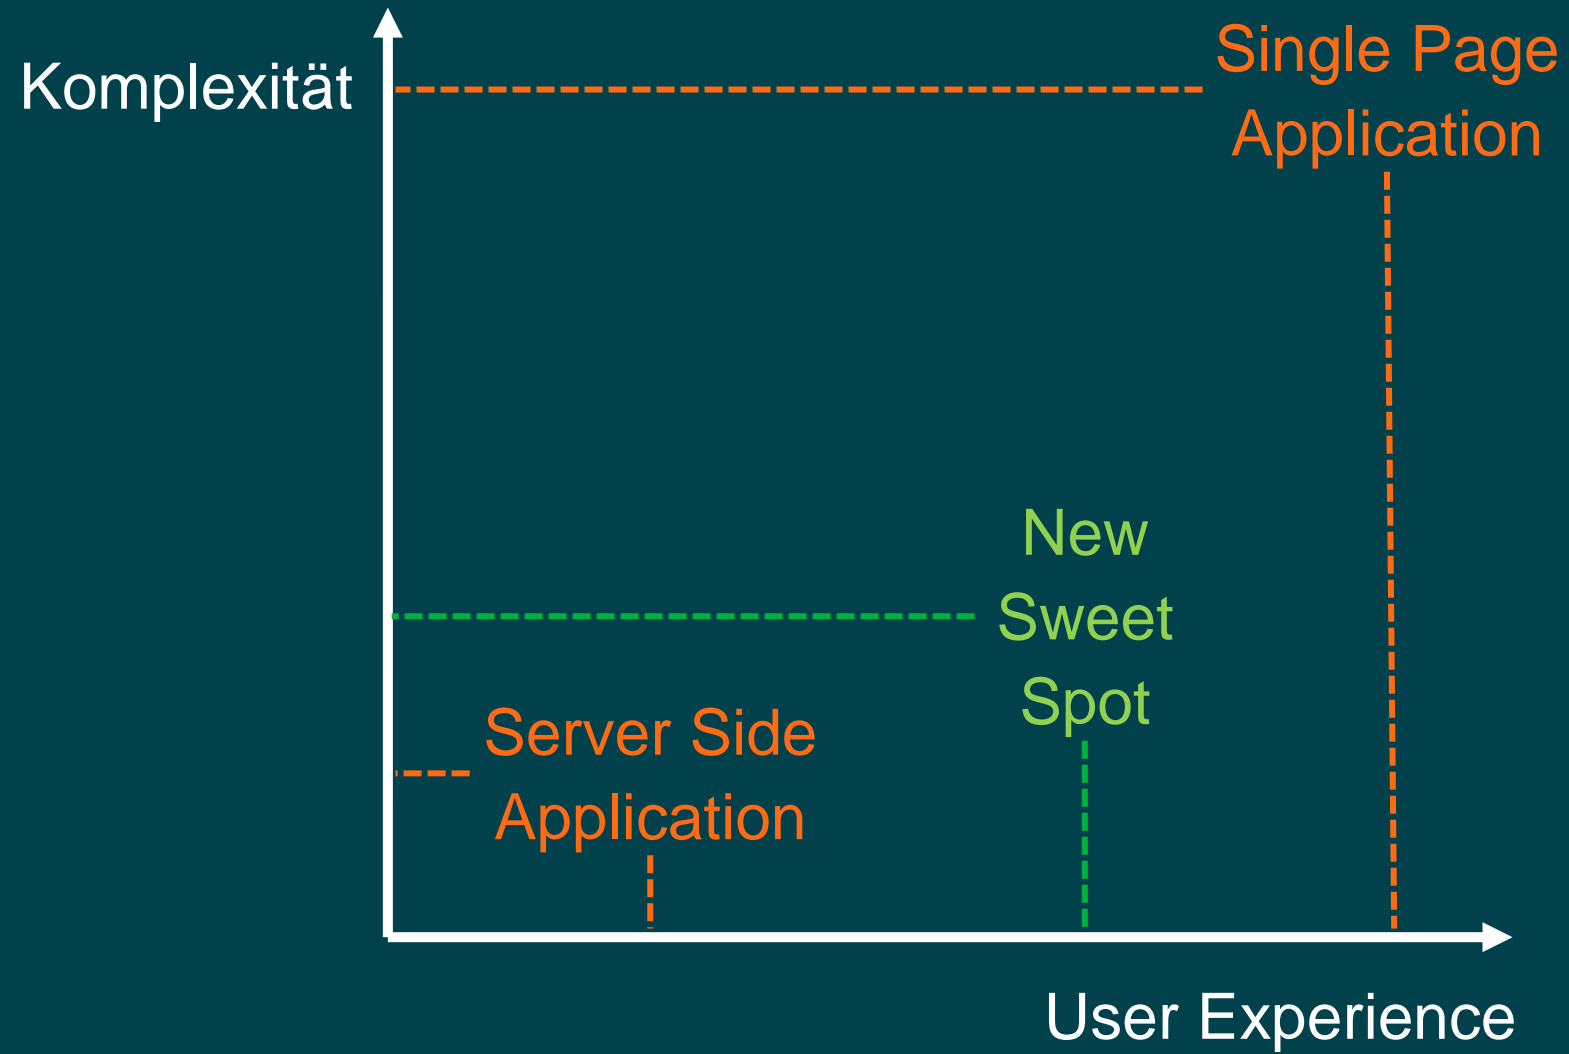 Komplexität
Single Page
Application
New
Sweet
Spot
Server Side
Application
User Experience